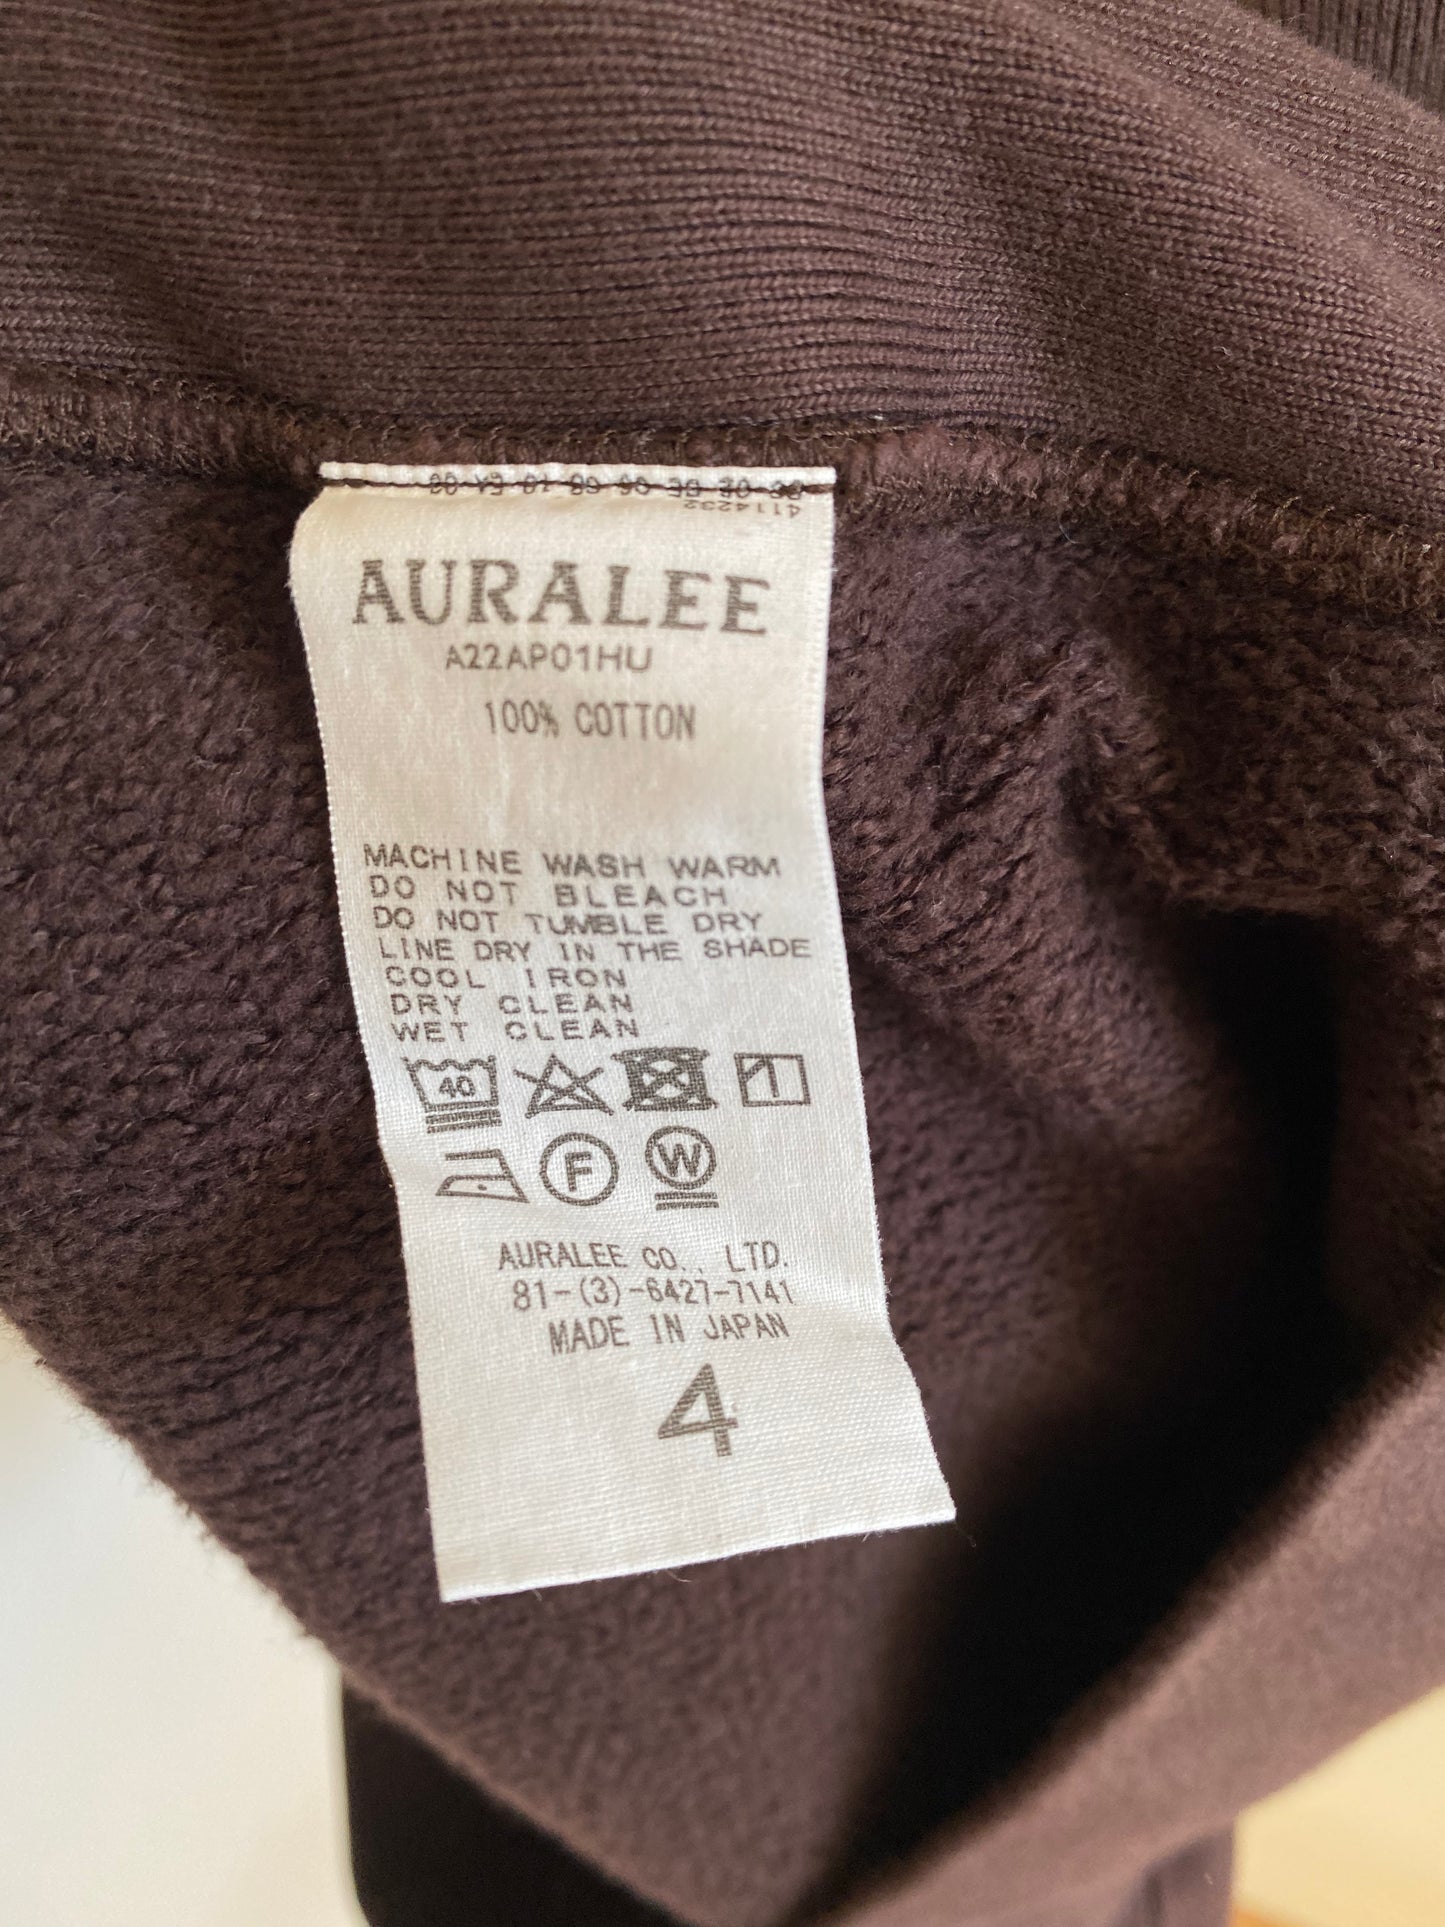 4114232
AURALEE
A22AP01HU
100% COTTON
MACHINE WASH WARM
DO NOT BLEACH
DO NOT TUMBLE DRY
LINE DRY IN THE SHADE
COOL IRON
DRY CLEAN
WET CLEAN
40
F W
AURALEE CO., LTD.
81-(3)-6427-7141
MADE IN JAPAN
4